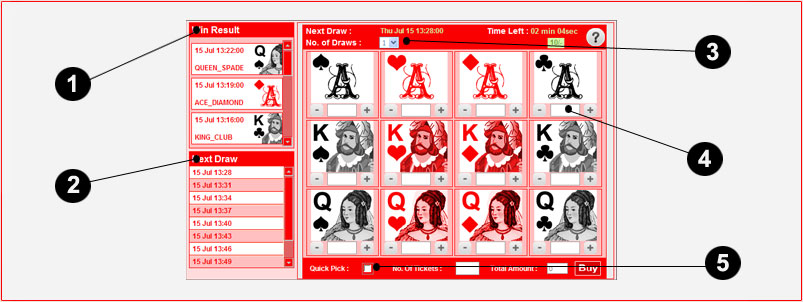 Win Result
15 Jul 13:22:00
Q
QUEEN_SPADE
15 Jul 13:19:00
A
ACE_DIAMOND
15 Jul 13:16:00
K
KING_CLUB
Next Draw
15 Jul 13:28
15 Jul 13:31
15 Jul 13:34
15 Jul 13:37
15 Jul 13:40
15 Jul 13:43
15 Jul 13:46
15 Jul 13:49
Next Draw : Thu Jul 15 13:28:00 Time Left : 02 min 04sec
No. of Draws : 1 ?
A A A A
- + - + - + - +
K K K K
- + - + - + - +
Q Q Q Q
- + - + - + - +
Quick Pick : No. Of Tickets : Total Amount : 0 Buy
1
2
3
4
5